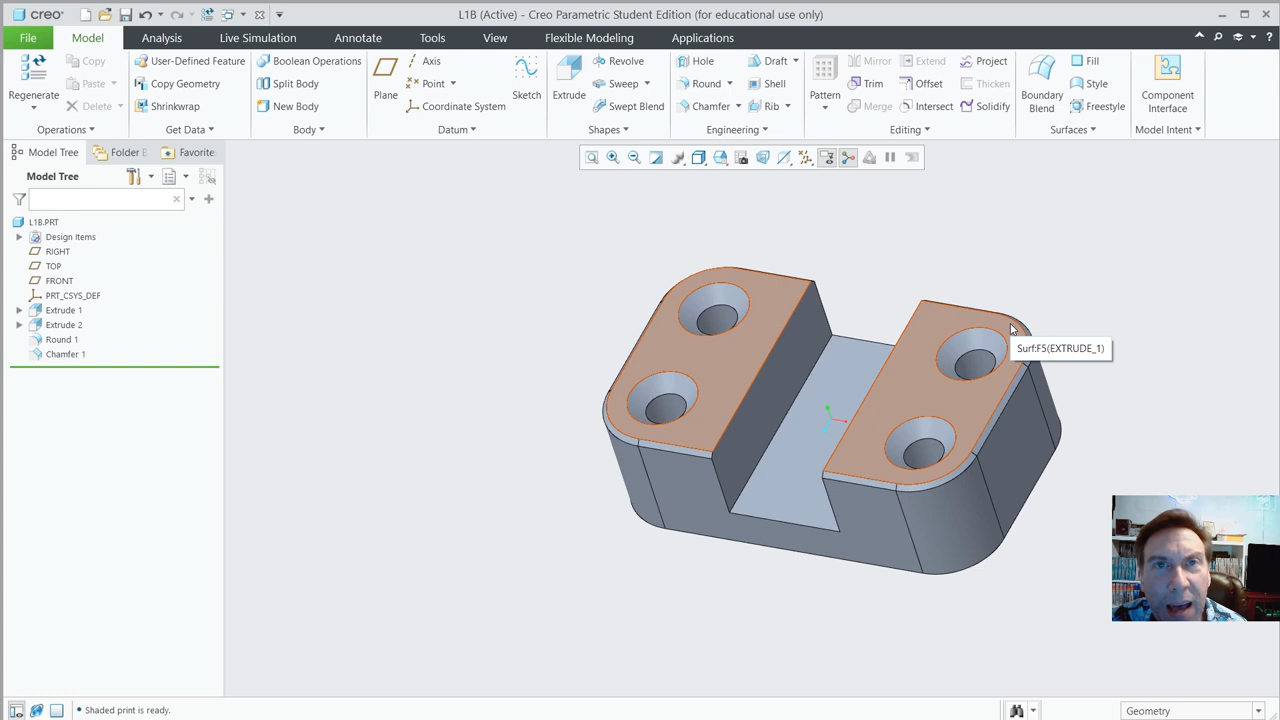 creo L1B (Active) - Creo Parametric Student Edition (for educational use only)
File Model Analysis Live Simulation Annotate Tools View Flexible Modeling Applications
Regenerate Copy Paste Delete User-Defined Feature Copy Geometry Shrinkwrap Boolean Operations Split Body New Body Plane Axis Point Coordinate System Sketch Extrude Revolve Sweep Swept Blend Hole Round Chamfer Draft Shell Rib Pattern Mirror Trim Merge Extend Offset Intersect Project Thicken Solidify Boundary Blend Fill Style Freestyle Component Interface
Operations Get Data Body Datum Shapes Engineering Editing Surfaces Model Intent
Model Tree Folder B Favorite
Model Tree
L1B.PRT
Design Items
RIGHT
TOP
FRONT
PRT_CSYS_DEF
Extrude 1
Extrude 2
Round 1
Chamfer 1
Surf:F5(EXTRUDE_1)
• Shaded print is ready. Geometry